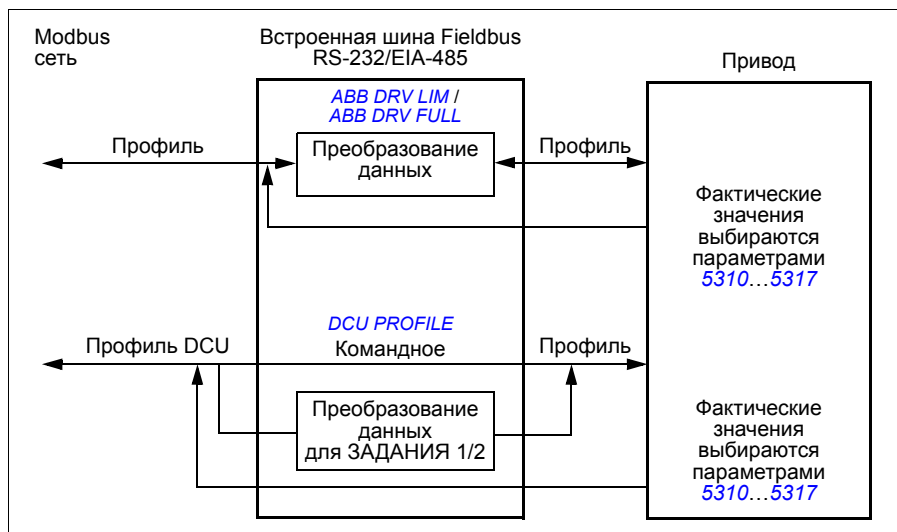 Modbus
сеть
Встроенная шина Fieldbus
RS-232/EIA-485
Привод
ABB DRV LIM /
ABB DRV FULL
Профиль
Преобразование
данных
Профиль
Фактические
значения
выбираются
параметрами
5310…5317
DCU PROFILE
Профиль DCU
Командное
Профиль
Преобразование
данных
для ЗАДАНИЯ 1/2
Фактические
значения
выбираются
параметрами
5310…5317